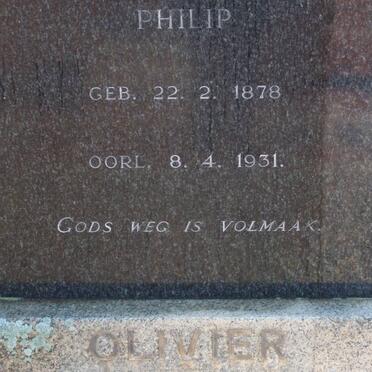 PHILIP
GEB. 22. 2. 1878
OORL. 8. 4. 1931.
GODS WEG IS VOLMAAK.
OLIVIER